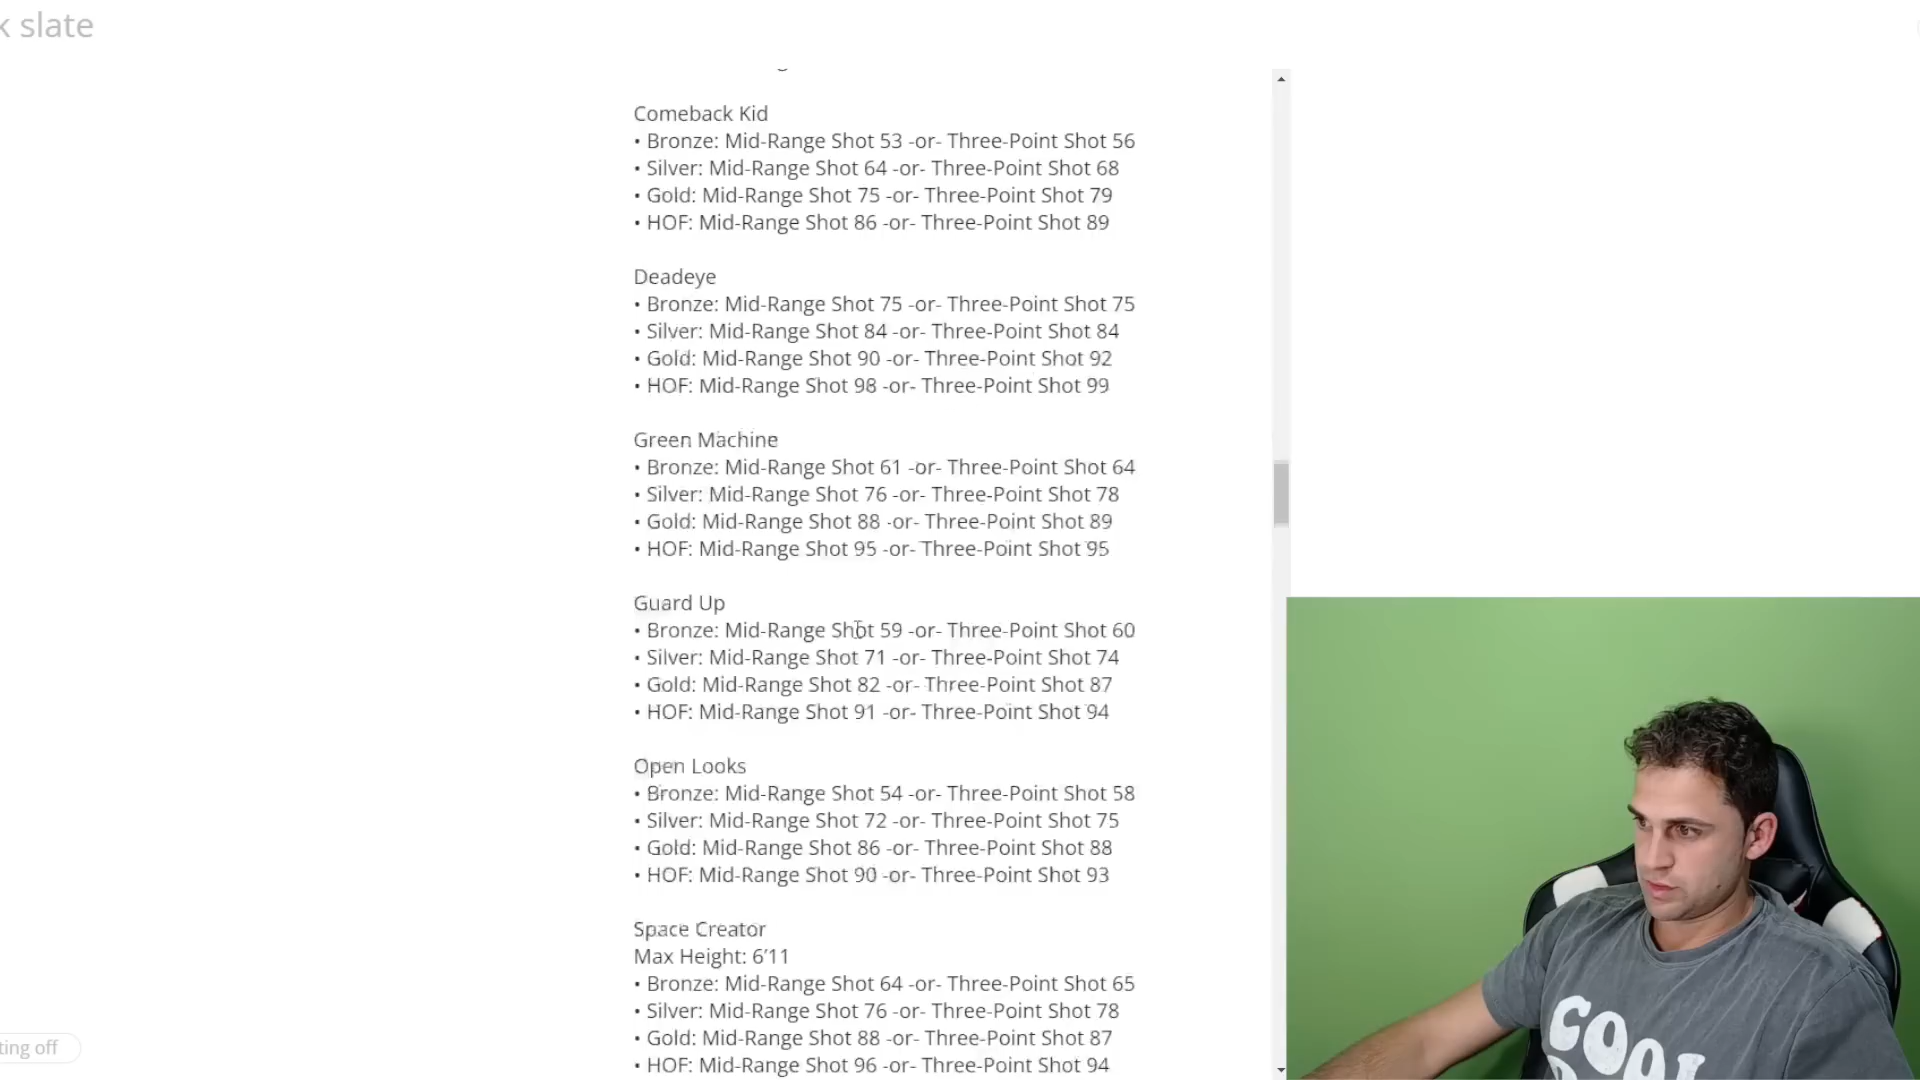 k slate
Comeback Kid
• Bronze: Mid-Range Shot 53 -or- Three-Point Shot 56
• Silver: Mid-Range Shot 64 -or- Three-Point Shot 68
• Gold: Mid-Range Shot 75 -or- Three-Point Shot 79
• HOF: Mid-Range Shot 86 -or- Three-Point Shot 89
Deadeye
• Bronze: Mid-Range Shot 75 -or- Three-Point Shot 75
• Silver: Mid-Range Shot 84 -or- Three-Point Shot 84
• Gold: Mid-Range Shot 90 -or- Three-Point Shot 92
• HOF: Mid-Range Shot 98 -or- Three-Point Shot 99
Green Machine
• Bronze: Mid-Range Shot 61 -or- Three-Point Shot 64
• Silver: Mid-Range Shot 76 -or- Three-Point Shot 78
• Gold: Mid-Range Shot 88 -or- Three-Point Shot 89
• HOF: Mid-Range Shot 95 -or- Three-Point Shot 95
Guard Up
• Bronze: Mid-Range Shot 59 -or- Three-Point Shot 60
• Silver: Mid-Range Shot 71 -or- Three-Point Shot 74
• Gold: Mid-Range Shot 82 -or- Three-Point Shot 87
• HOF: Mid-Range Shot 91 -or- Three-Point Shot 94
Open Looks
• Bronze: Mid-Range Shot 54 -or- Three-Point Shot 58
• Silver: Mid-Range Shot 72 -or- Three-Point Shot 75
• Gold: Mid-Range Shot 86 -or- Three-Point Shot 88
• HOF: Mid-Range Shot 90 -or- Three-Point Shot 93
Space Creator
Max Height: 6’11
• Bronze: Mid-Range Shot 64 -or- Three-Point Shot 65
• Silver: Mid-Range Shot 76 -or- Three-Point Shot 78
• Gold: Mid-Range Shot 88 -or- Three-Point Shot 87
• HOF: Mid-Range Shot 96 -or- Three-Point Shot 94
ting off
COOL